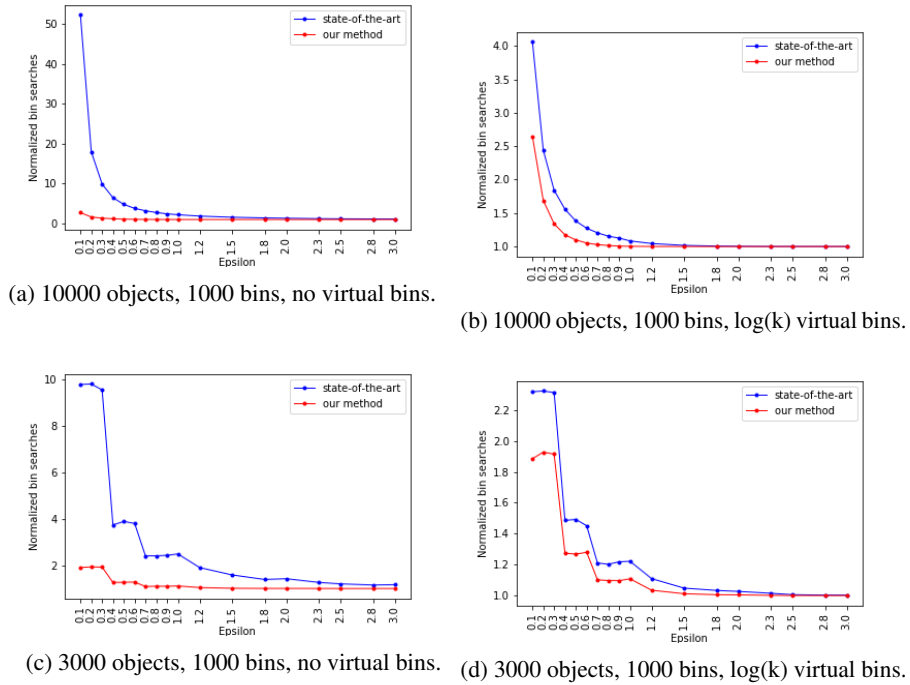 state-of-the-art
our method
Normalized bin searches
50
40
30
20
10
0
0.1 0.2 0.3 0.4 0.5 0.6 0.7 0.8 0.9 1.0 1.2 1.5 1.8 2.0 2.3 2.5 2.8 3.0
Epsilon
(a) 10000 objects, 1000 bins, no virtual bins.
state-of-the-art
our method
Normalized bin searches
4.0
3.5
3.0
2.5
2.0
1.5
1.0
0.1 0.2 0.3 0.4 0.5 0.6 0.7 0.8 0.9 1.0 1.2 1.5 1.8 2.0 2.3 2.5 2.8 3.0
Epsilon
(b) 10000 objects, 1000 bins, log(k) virtual bins.
state-of-the-art
our method
Normalized bin searches
10
8
6
4
2
0.1 0.2 0.3 0.4 0.5 0.6 0.7 0.8 0.9 1.0 1.2 1.5 1.8 2.0 2.3 2.5 2.8 3.0
Epsilon
(c) 3000 objects, 1000 bins, no virtual bins.
state-of-the-art
our method
Normalized bin searches
2.2
2.0
1.8
1.6
1.4
1.2
1.0
0.1 0.2 0.3 0.4 0.5 0.6 0.7 0.8 0.9 1.0 1.2 1.5 1.8 2.0 2.3 2.5 2.8 3.0
Epsilon
(d) 3000 objects, 1000 bins, log(k) virtual bins.